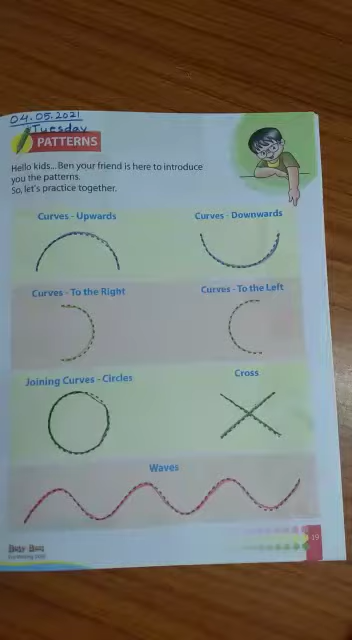 04.05.2021
Tuesday
PATTERNS
Hello kids...Ben your friend is here to introduce
you the patterns.
So, let's practice together.
Curves - Upwards
Curves - Downwards
Curves - To the Right
Curves - To the Left
Joining Curves - Circles
Cross
Waves
19